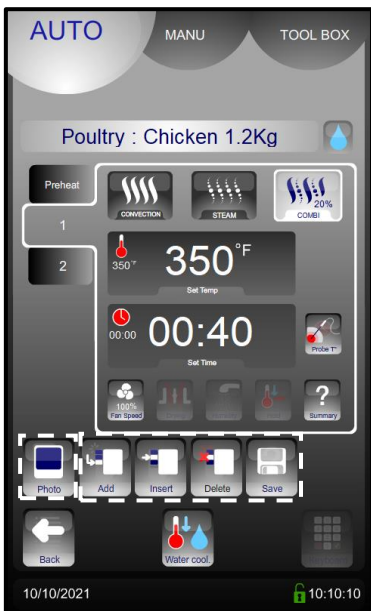 AUTO
MANU
TOOL BOX
Poultry : Chicken 1.2Kg
Preheat
1
2
CONVECTION
STEAM
20%
COMBI
350°F
350°F
Set Temp
00:00
00:40
Set Time
Probe T°
100%
Fan Speed
?
Summary
Photo
Add
Insert
Delete
Save
Back
Water cool.
10/10/2021
10:10:10